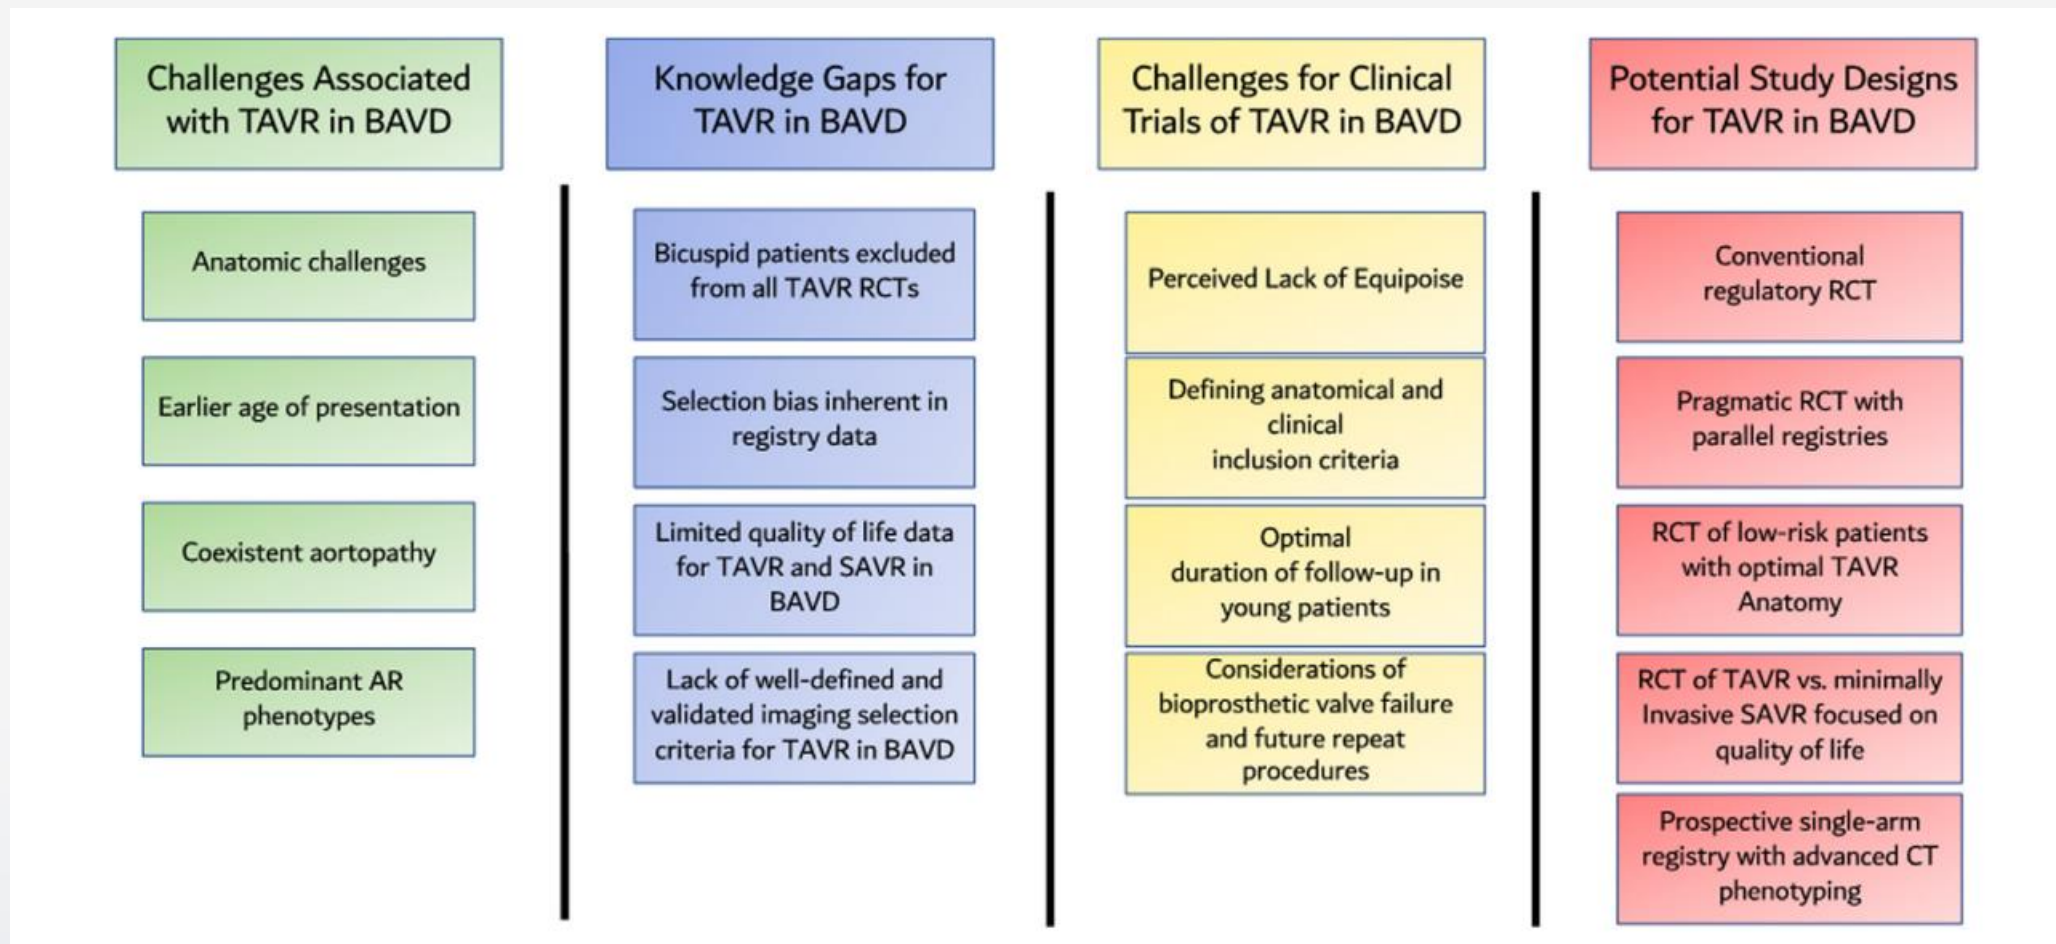 Challenges Associated
with TAVR in BAVD
Anatomic challenges
Earlier age of presentation
Coexistent aortopathy
Predominant AR
phenotypes
Knowledge Gaps for
TAVR in BAVD
Bicuspid patients excluded
from all TAVR RCTs
Selection bias inherent in
registry data
Limited quality of life data
for TAVR and SAVR in
BAVD
Lack of well-defined and
validated imaging selection
criteria for TAVR in BAVD
Challenges for Clinical
Trials of TAVR in BAVD
Perceived Lack of Equipoise
Defining anatomical and
clinical
inclusion criteria
Optimal
duration of follow-up in
young patients
Considerations of
bioprosthetic valve failure
and future repeat
procedures
Potential Study Designs
for TAVR in BAVD
Conventional
regulatory RCT
Pragmatic RCT with
parallel registries
RCT of low-risk patients
with optimal TAVR
Anatomy
RCT of TAVR vs. minimally
Invasive SAVR focused on
quality of life
Prospective single-arm
registry with advanced CT
phenotyping